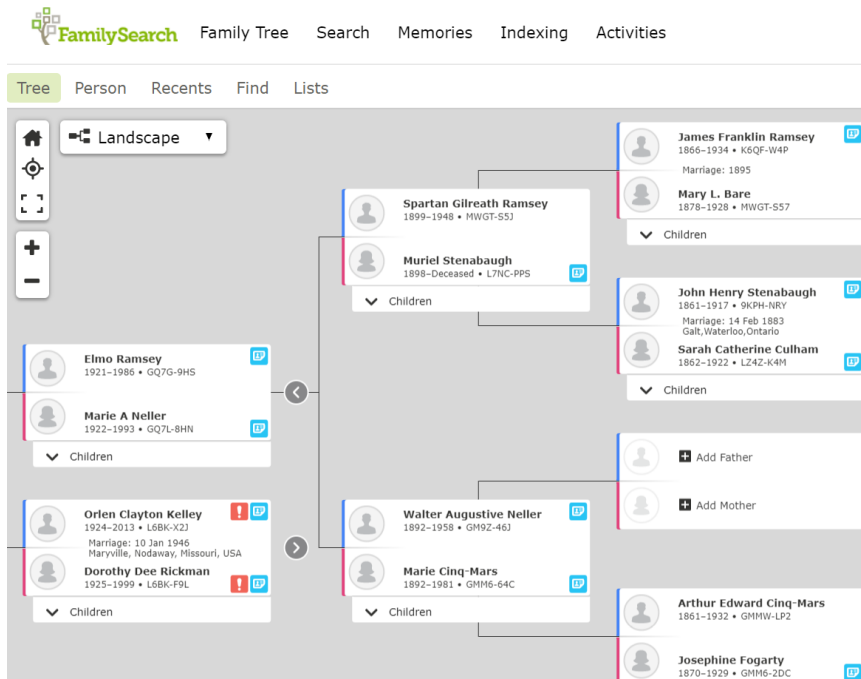 FamilySearch Family Tree Search Memories Indexing Activities
Tree Person Recents Find Lists
Landscape
Elmo Ramsey
1921–1986 • GQ7G-9HS
Marie A Neller
1922–1993 • GQ7L-8HN
Children
Orlen Clayton Kelley
1924–2013 • L6BK-X2J
Marriage: 10 Jan 1946
Maryville, Nodaway, Missouri, USA
Dorothy Dee Rickman
1925–1999 • L6BK-F9L
Children
Spartan Gilreath Ramsey
1899–1948 • MWGT-S5J
Muriel Stenabaugh
1898–Deceased • L7NC-PPS
Children
Walter Augustive Neller
1892–1958 • GM9Z-46J
Marie Cinq-Mars
1892–1981 • GMM6-64C
Children
James Franklin Ramsey
1866–1934 • K6QF-W4P
Marriage: 1895
Mary L. Bare
1878–1928 • MWGT-S57
Children
John Henry Stenabaugh
1861–1917 • 9KPH-NRY
Marriage: 14 Feb 1883
Galt,Waterloo,Ontario
Sarah Catherine Culham
1862–1922 • LZ4Z-K4M
Children
Add Father
Add Mother
Arthur Edward Cinq-Mars
1861–1932 • GMMW-LP2
Josephine Fogarty
1870–1929 • GMM6-2DC